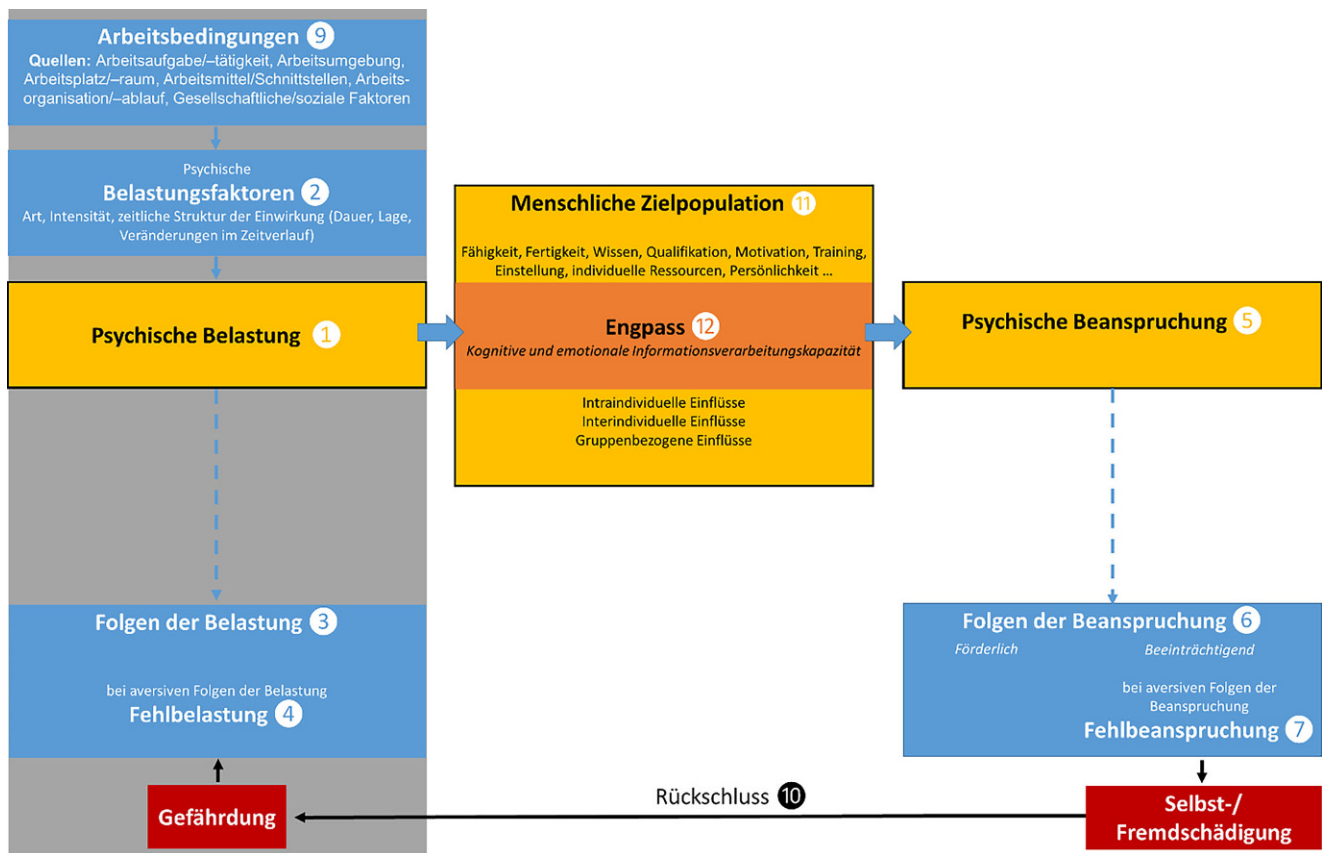 Arbeitsbedingungen 9
Quellen: Arbeitsaufgabe/–tätigkeit, Arbeitsumgebung,
Arbeitsplatz/–raum, Arbeitsmittel/Schnittstellen, Arbeits-
organisation/–ablauf, Gesellschaftliche/soziale Faktoren
Psychische
Belastungsfaktoren 2
Art, Intensität, zeitliche Struktur der Einwirkung (Dauer, Lage,
Veränderungen im Zeitverlauf)
Psychische Belastung 1
Menschliche Zielpopulation 11
Fähigkeit, Fertigkeit, Wissen, Qualifikation, Motivation, Training,
Einstellung, individuelle Ressourcen, Persönlichkeit ...
Engpass 12
Kognitive und emotionale Informationsverarbeitungskapazität
Intraindividuelle Einflüsse
Interindividuelle Einflüsse
Gruppenbezogene Einflüsse
Psychische Beanspruchung 5
Folgen der Belastung 3
bei aversiven Folgen der Belastung
Fehlbelastung 4
Folgen der Beanspruchung 6
Förderlich Beeinträchtigend
bei aversiven Folgen der
Beanspruchung
Fehlbeanspruchung 7
Gefährdung
Rückschluss 10
Selbst-/
Fremdschädigung